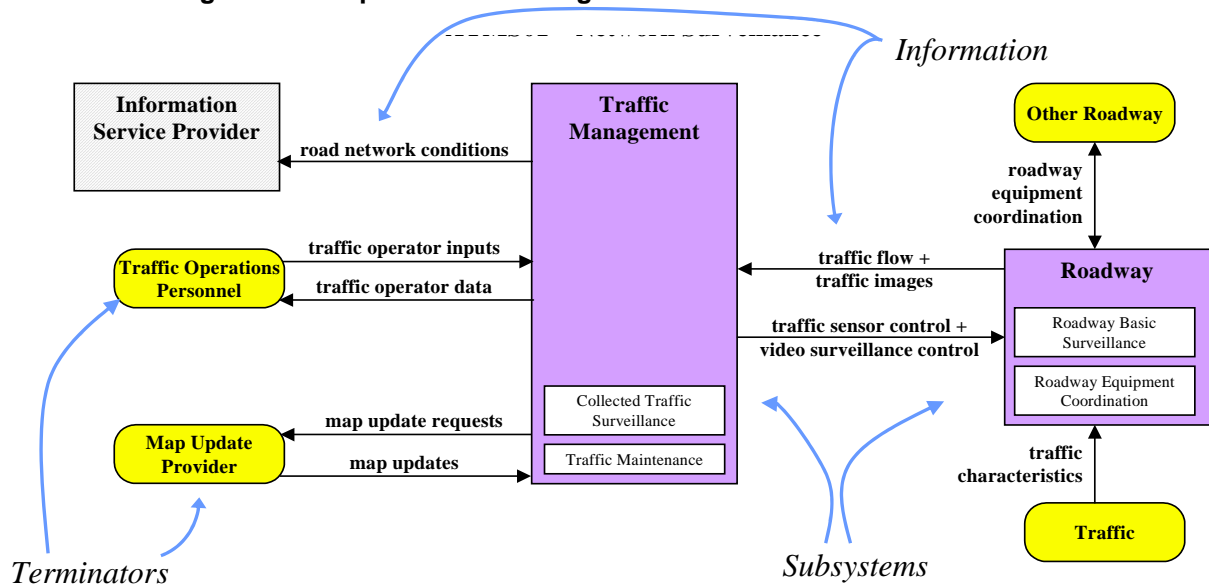 Information
Information
Service Provider
Traffic
Management
Other Roadway
road network conditions
roadway
equipment
coordination
traffic operator inputs
Traffic Operations
Personnel
traffic operator data
traffic flow +
traffic images
Roadway
traffic sensor control +
video surveillance control
Roadway Basic
Surveillance
Roadway Equipment
Coordination
Collected Traffic
Surveillance
Traffic Maintenance
map update requests
Map Update
Provider
map updates
traffic
characteristics
Traffic
Terminators
Subsystems